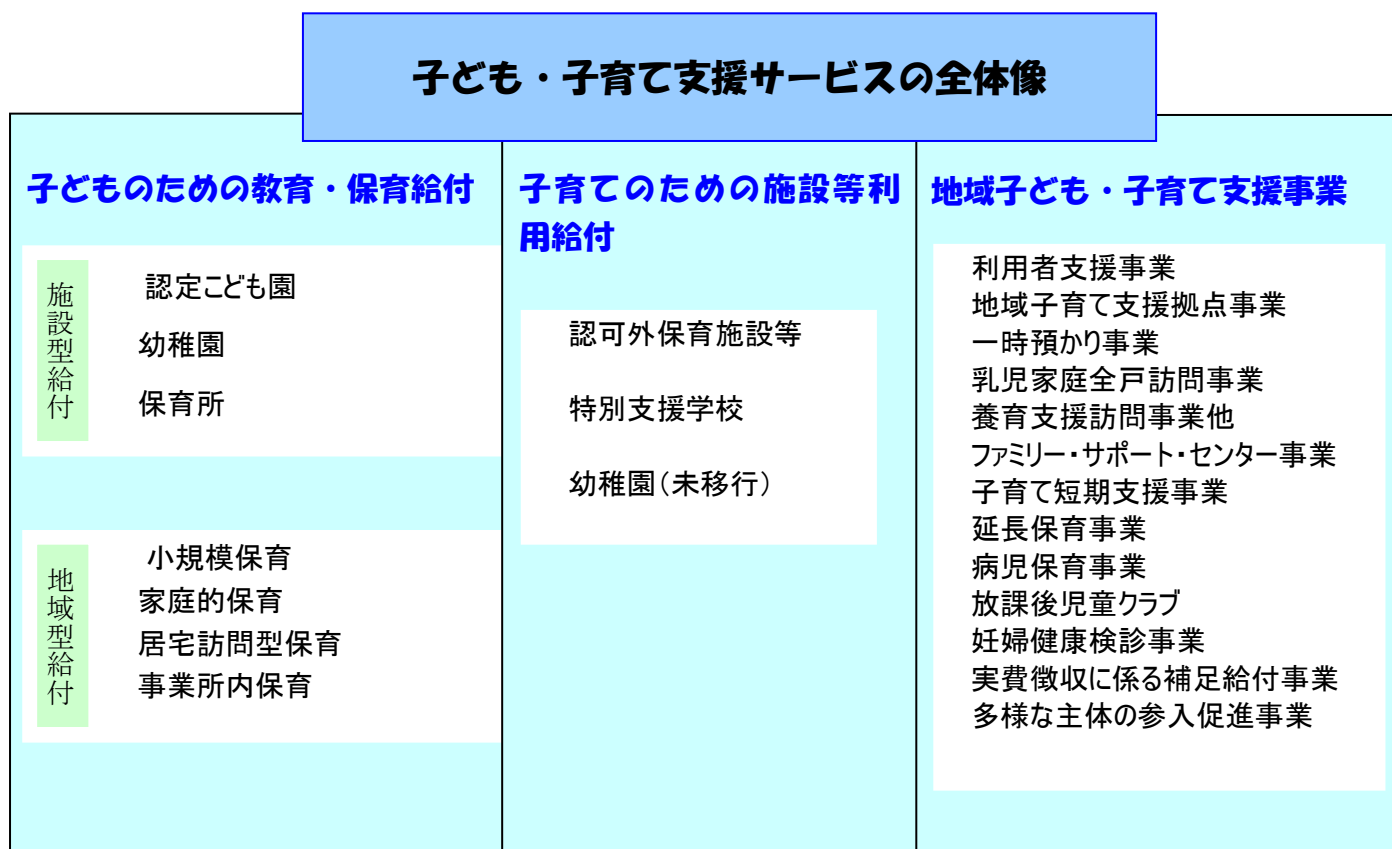 子ども・子育て支援サービスの全体像
子どものための教育・保育給付
施設型給付
認定こども園
幼稚園
保育所
地域型給付
小規模保育
家庭的保育
居宅訪問型保育
事業所内保育
子育てのための施設等利
用給付
認可外保育施設等
特別支援学校
幼稚園（未移行）
地域子ども・子育て支援事業
利用者支援事業
地域子育て支援拠点事業
一時預かり事業
乳児家庭全戸訪問事業
養育支援訪問事業他
ファミリー・サポート・センター事業
子育て短期支援事業
延長保育事業
病児保育事業
放課後児童クラブ
妊婦健康検診事業
実費徴収に係る補足給付事業
多様な主体の参入促進事業